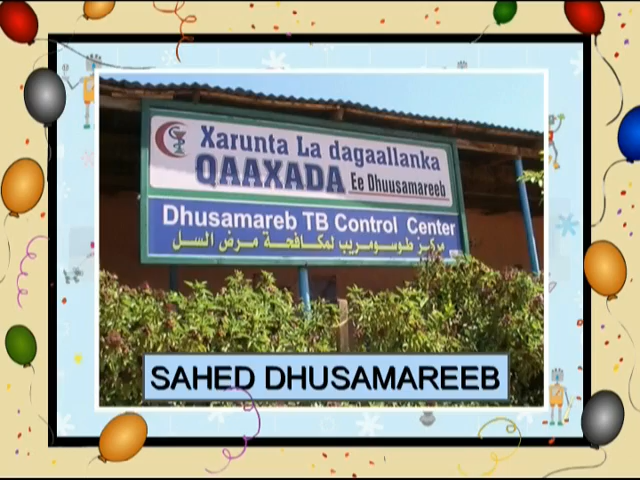 Xarunta La dagaallanka
QAAXADA Ee Dhuusamareeb
Dhusamareb TB Control Center
مركز طوسومريب لمكافحة مرض السل
SAHED DHUSAMAREEB